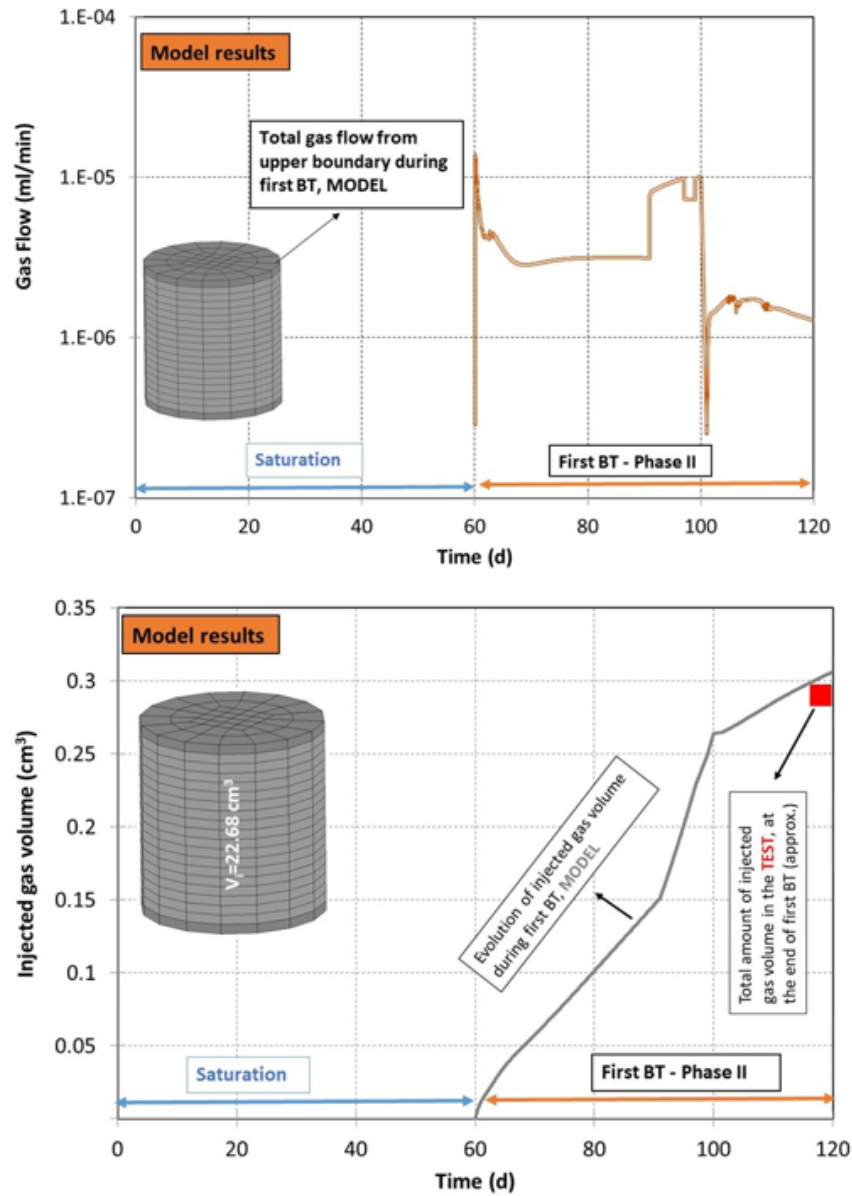 1.E-04
Model results
Total gas flow from
upper boundary during
first BT, MODEL
1.E-05
Gas Flow (ml/min)
1.E-06
Saturation
First BT - Phase II
1.E-07
0 20 40 60 80 100 120
Time (d)
0.35
Model results
0.3
0.25
0.2
0.15
0.1
0.05
Injected gas volume (cm³)
Vi=22.68 cm³
Evolution of injected gas volume
during first BT, MODEL
Total amount of injected
gas volume in the TEST, at
the end of first BT (approx.)
Saturation
First BT - Phase II
0 20 40 60 80 100 120
Time (d)